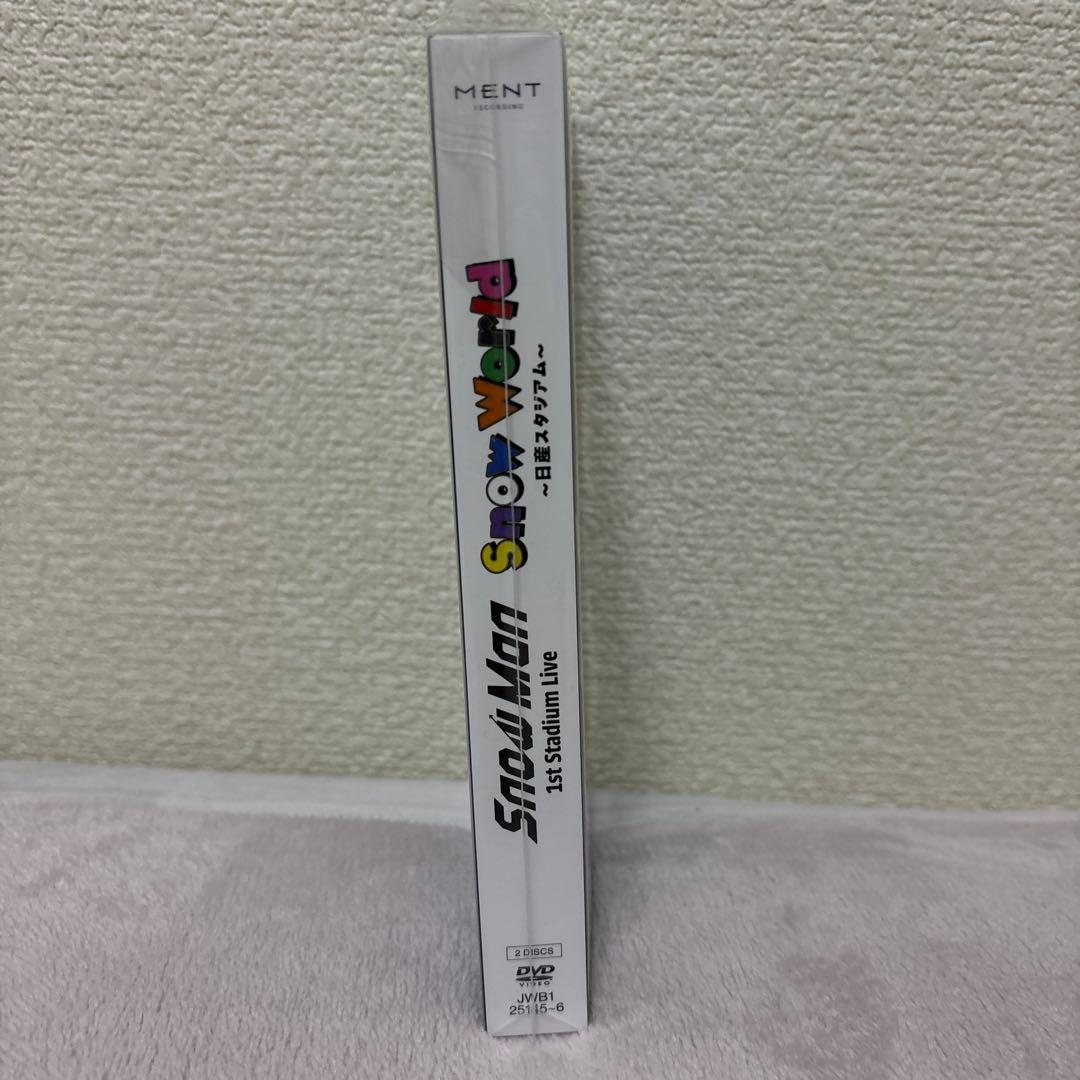 MENT
RECORDING
Snow World
~日産スタジアム~
Snow Man
1st Stadium Live
2 DISCS
DVD
VIDEO
JWB1
25145~6